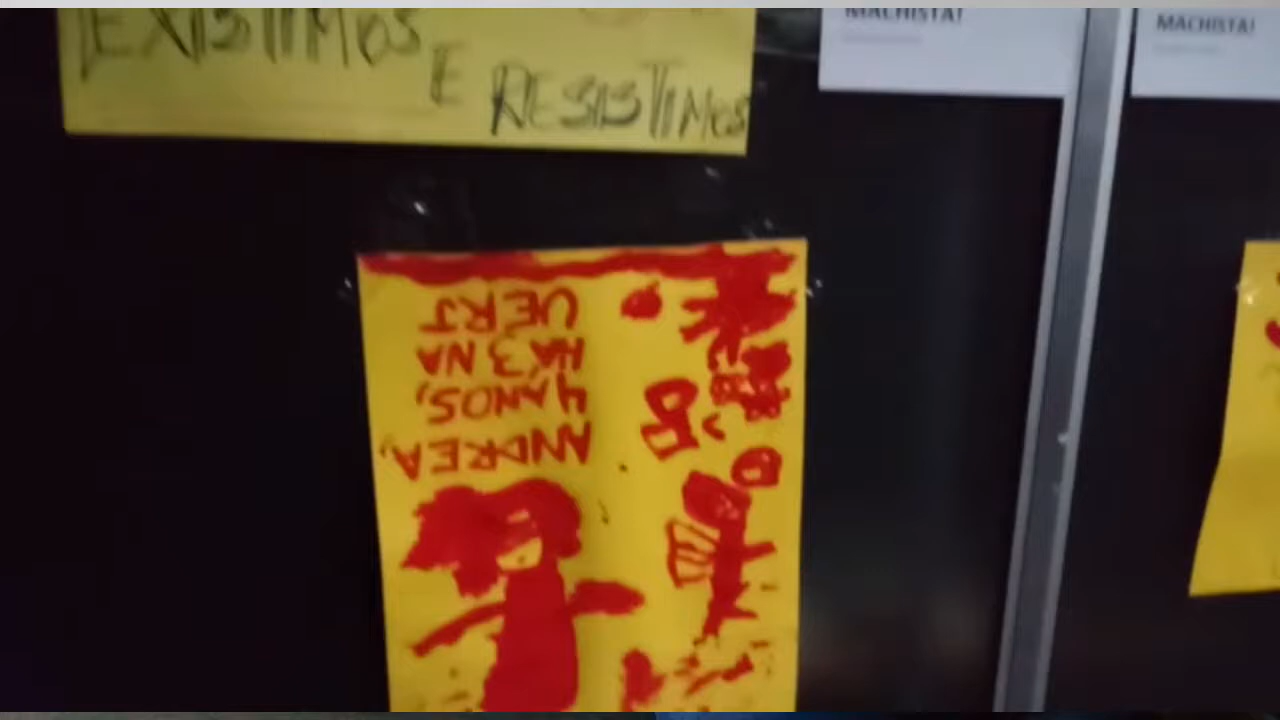 EXISTIMOS
E RESISTIMOS
MACHISTA!
MACHISTA!
ANDREA,
4 ANOS,
HÁ 3 NA
UERJ